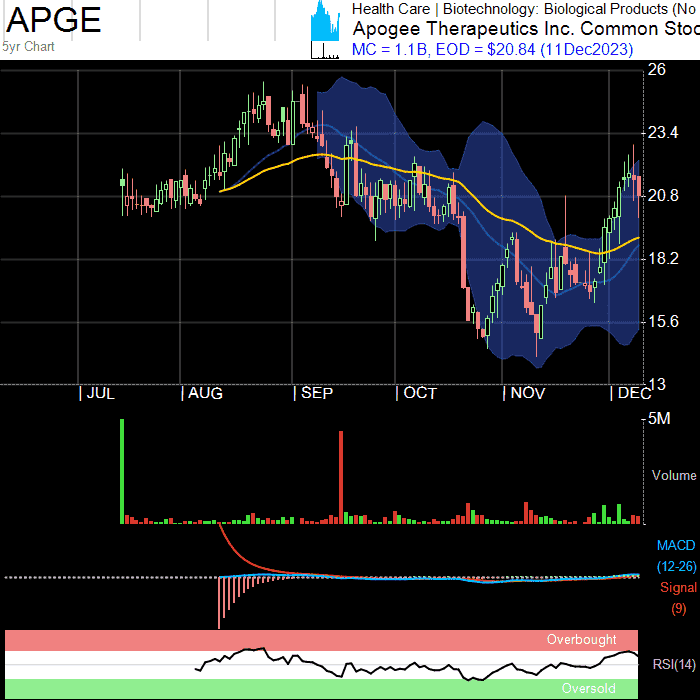 APGE
5yr Chart
Health Care | Biotechnology: Biological Products (No
Apogee Therapeutics Inc. Common Stoc
MC = 1.1B, EOD = $20.84 (11Dec2023)
26
23.4
20.8
18.2
15.6
13
| JUL | AUG | SEP | OCT | NOV | DEC
5M
Volume
MACD
(12-26)
Signal
(9)
Overbought
RSI(14)
Oversold